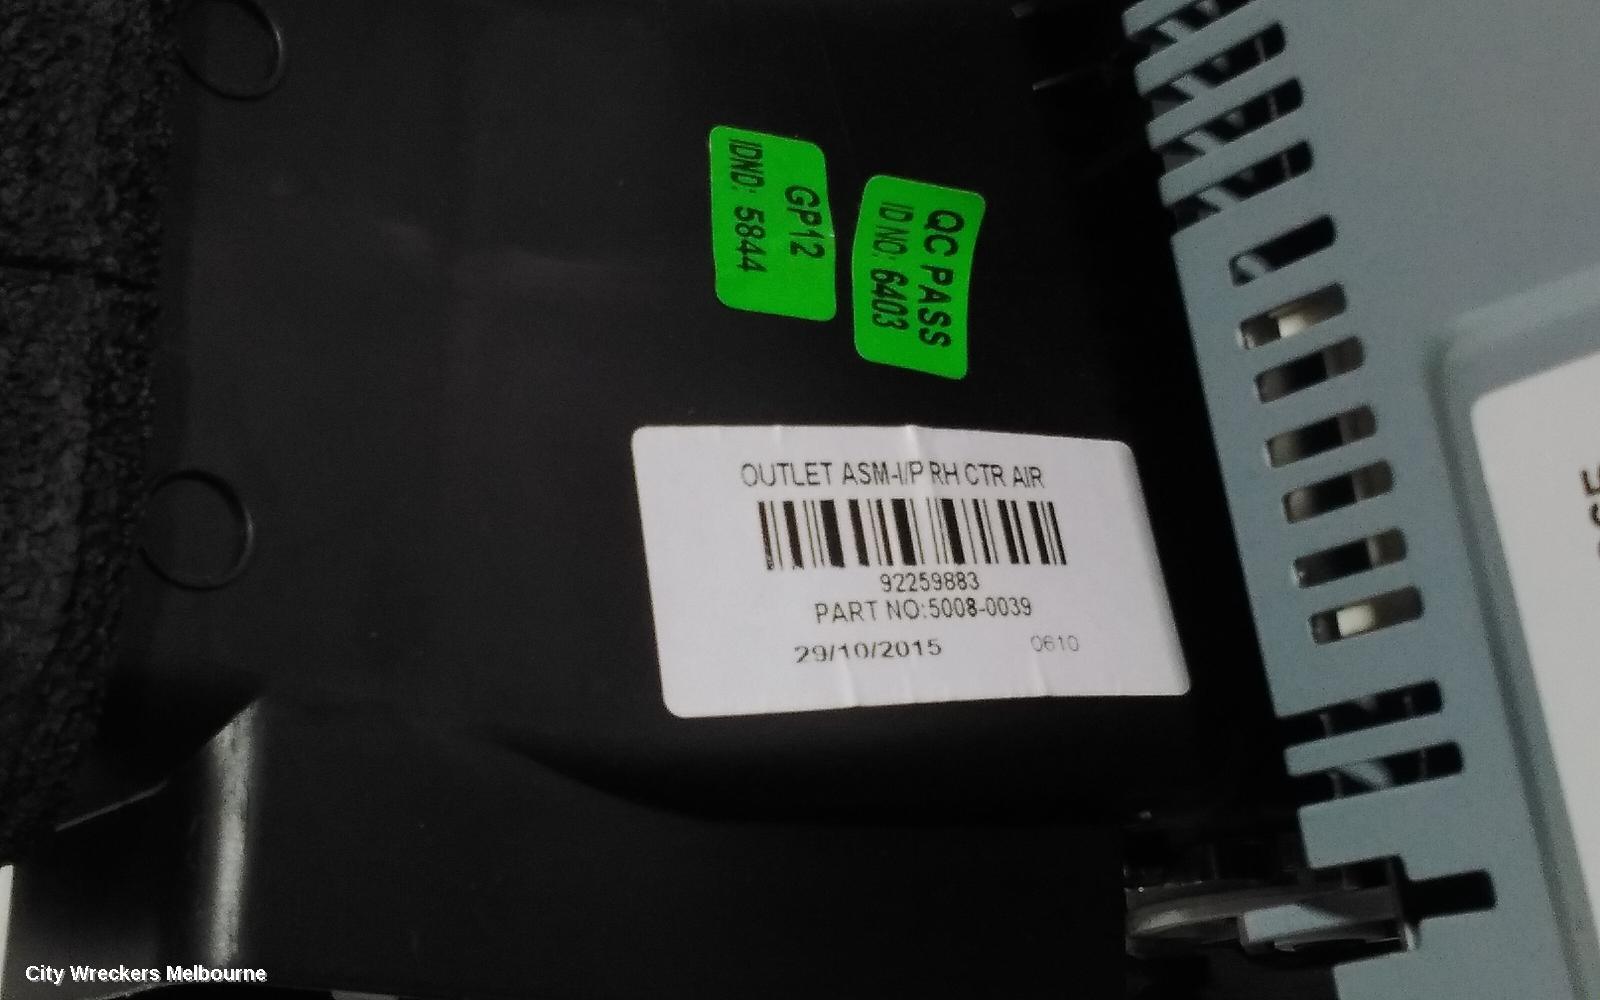 GP12
IDNO: 5844
QC PASS
ID NO: 6403
OUTLET ASM-I/P RH CTR AIR
92259883
PART NO:5008-0039
29/10/2015 0610
City Wreckers Melbourne